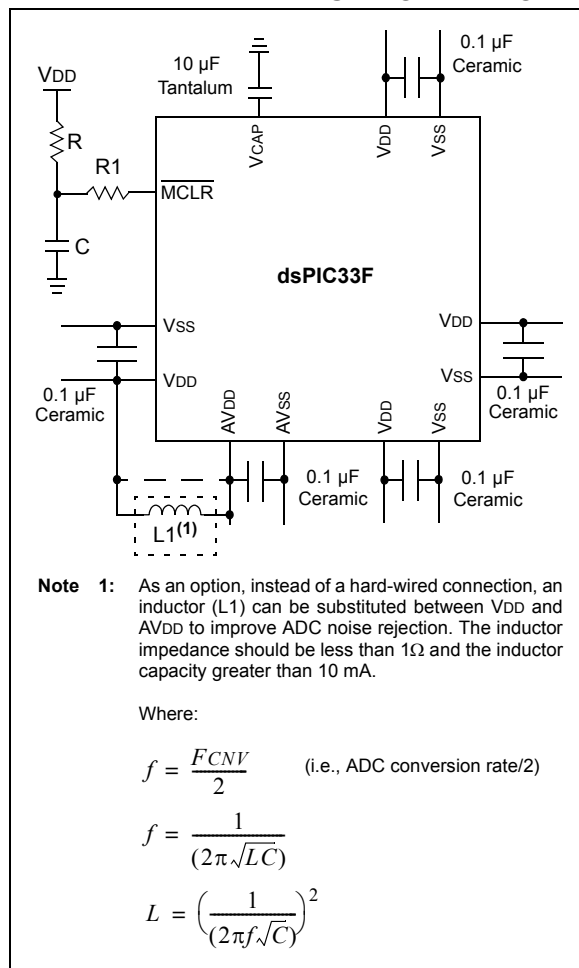 10 µF
Tantalum
0.1 µF
Ceramic
VDD
R
R1
C
VCAP
VDD
VSS
MCLR
dsPIC33F
VSS
VDD
VDD
VSS
0.1 µF
Ceramic
0.1 µF
Ceramic
AVDD
AVSS
VDD
VSS
0.1 µF
Ceramic
0.1 µF
Ceramic
L1(1)
Note 1: As an option, instead of a hard-wired connection, an
inductor (L1) can be substituted between VDD and
AVDD to improve ADC noise rejection. The inductor
impedance should be less than 1Ω and the inductor
capacity greater than 10 mA.
Where:
f = FCNV / 2 (i.e., ADC conversion rate/2)
f = 1 / (2π√LC)
L = (1 / (2πf√C))²